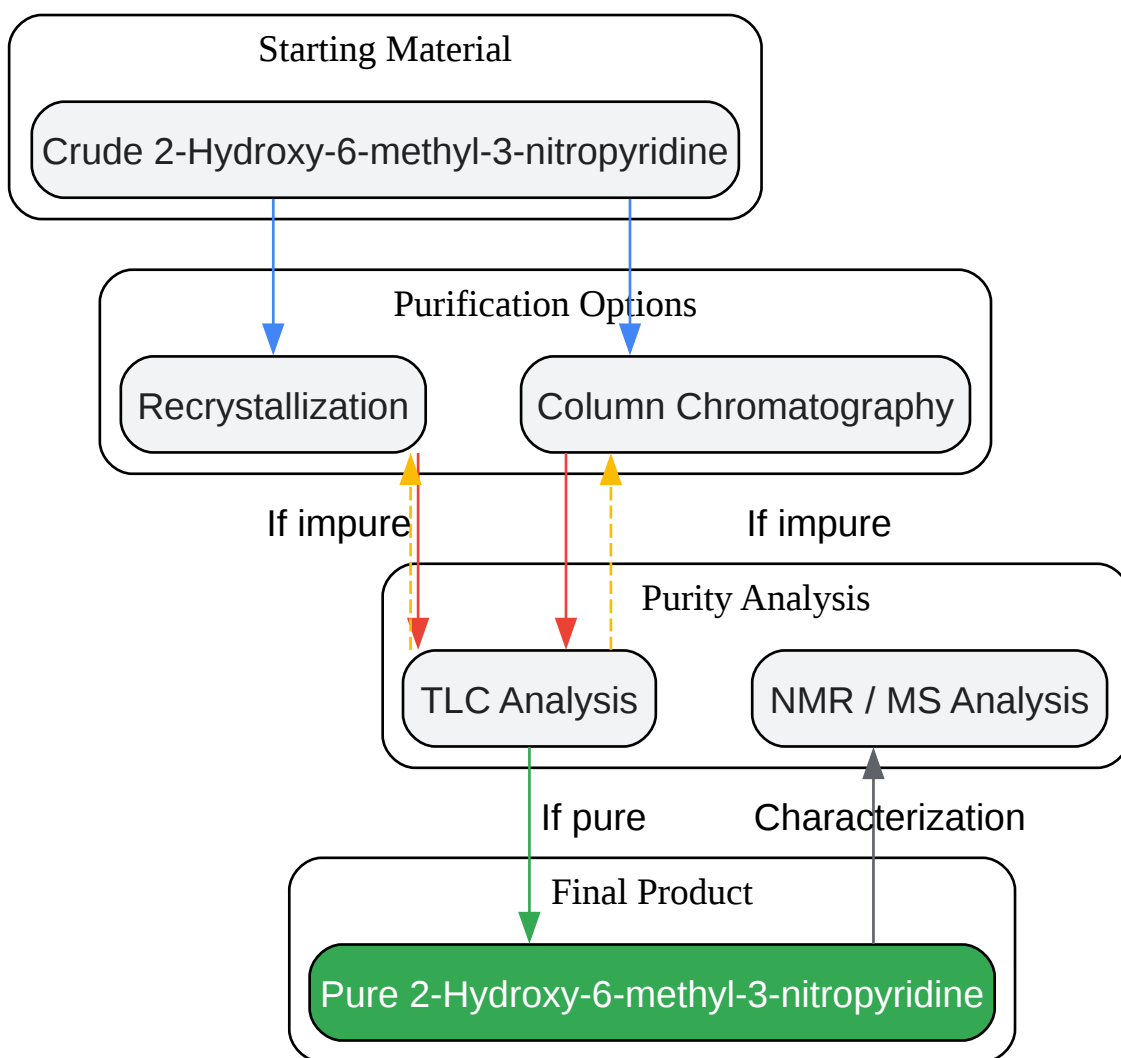 Starting Material
Crude 2-Hydroxy-6-methyl-3-nitropyridine
Purification Options
Recrystallization
Column Chromatography
If impure
If impure
Purity Analysis
TLC Analysis
NMR / MS Analysis
If pure
Characterization
Final Product
Pure 2-Hydroxy-6-methyl-3-nitropyridine